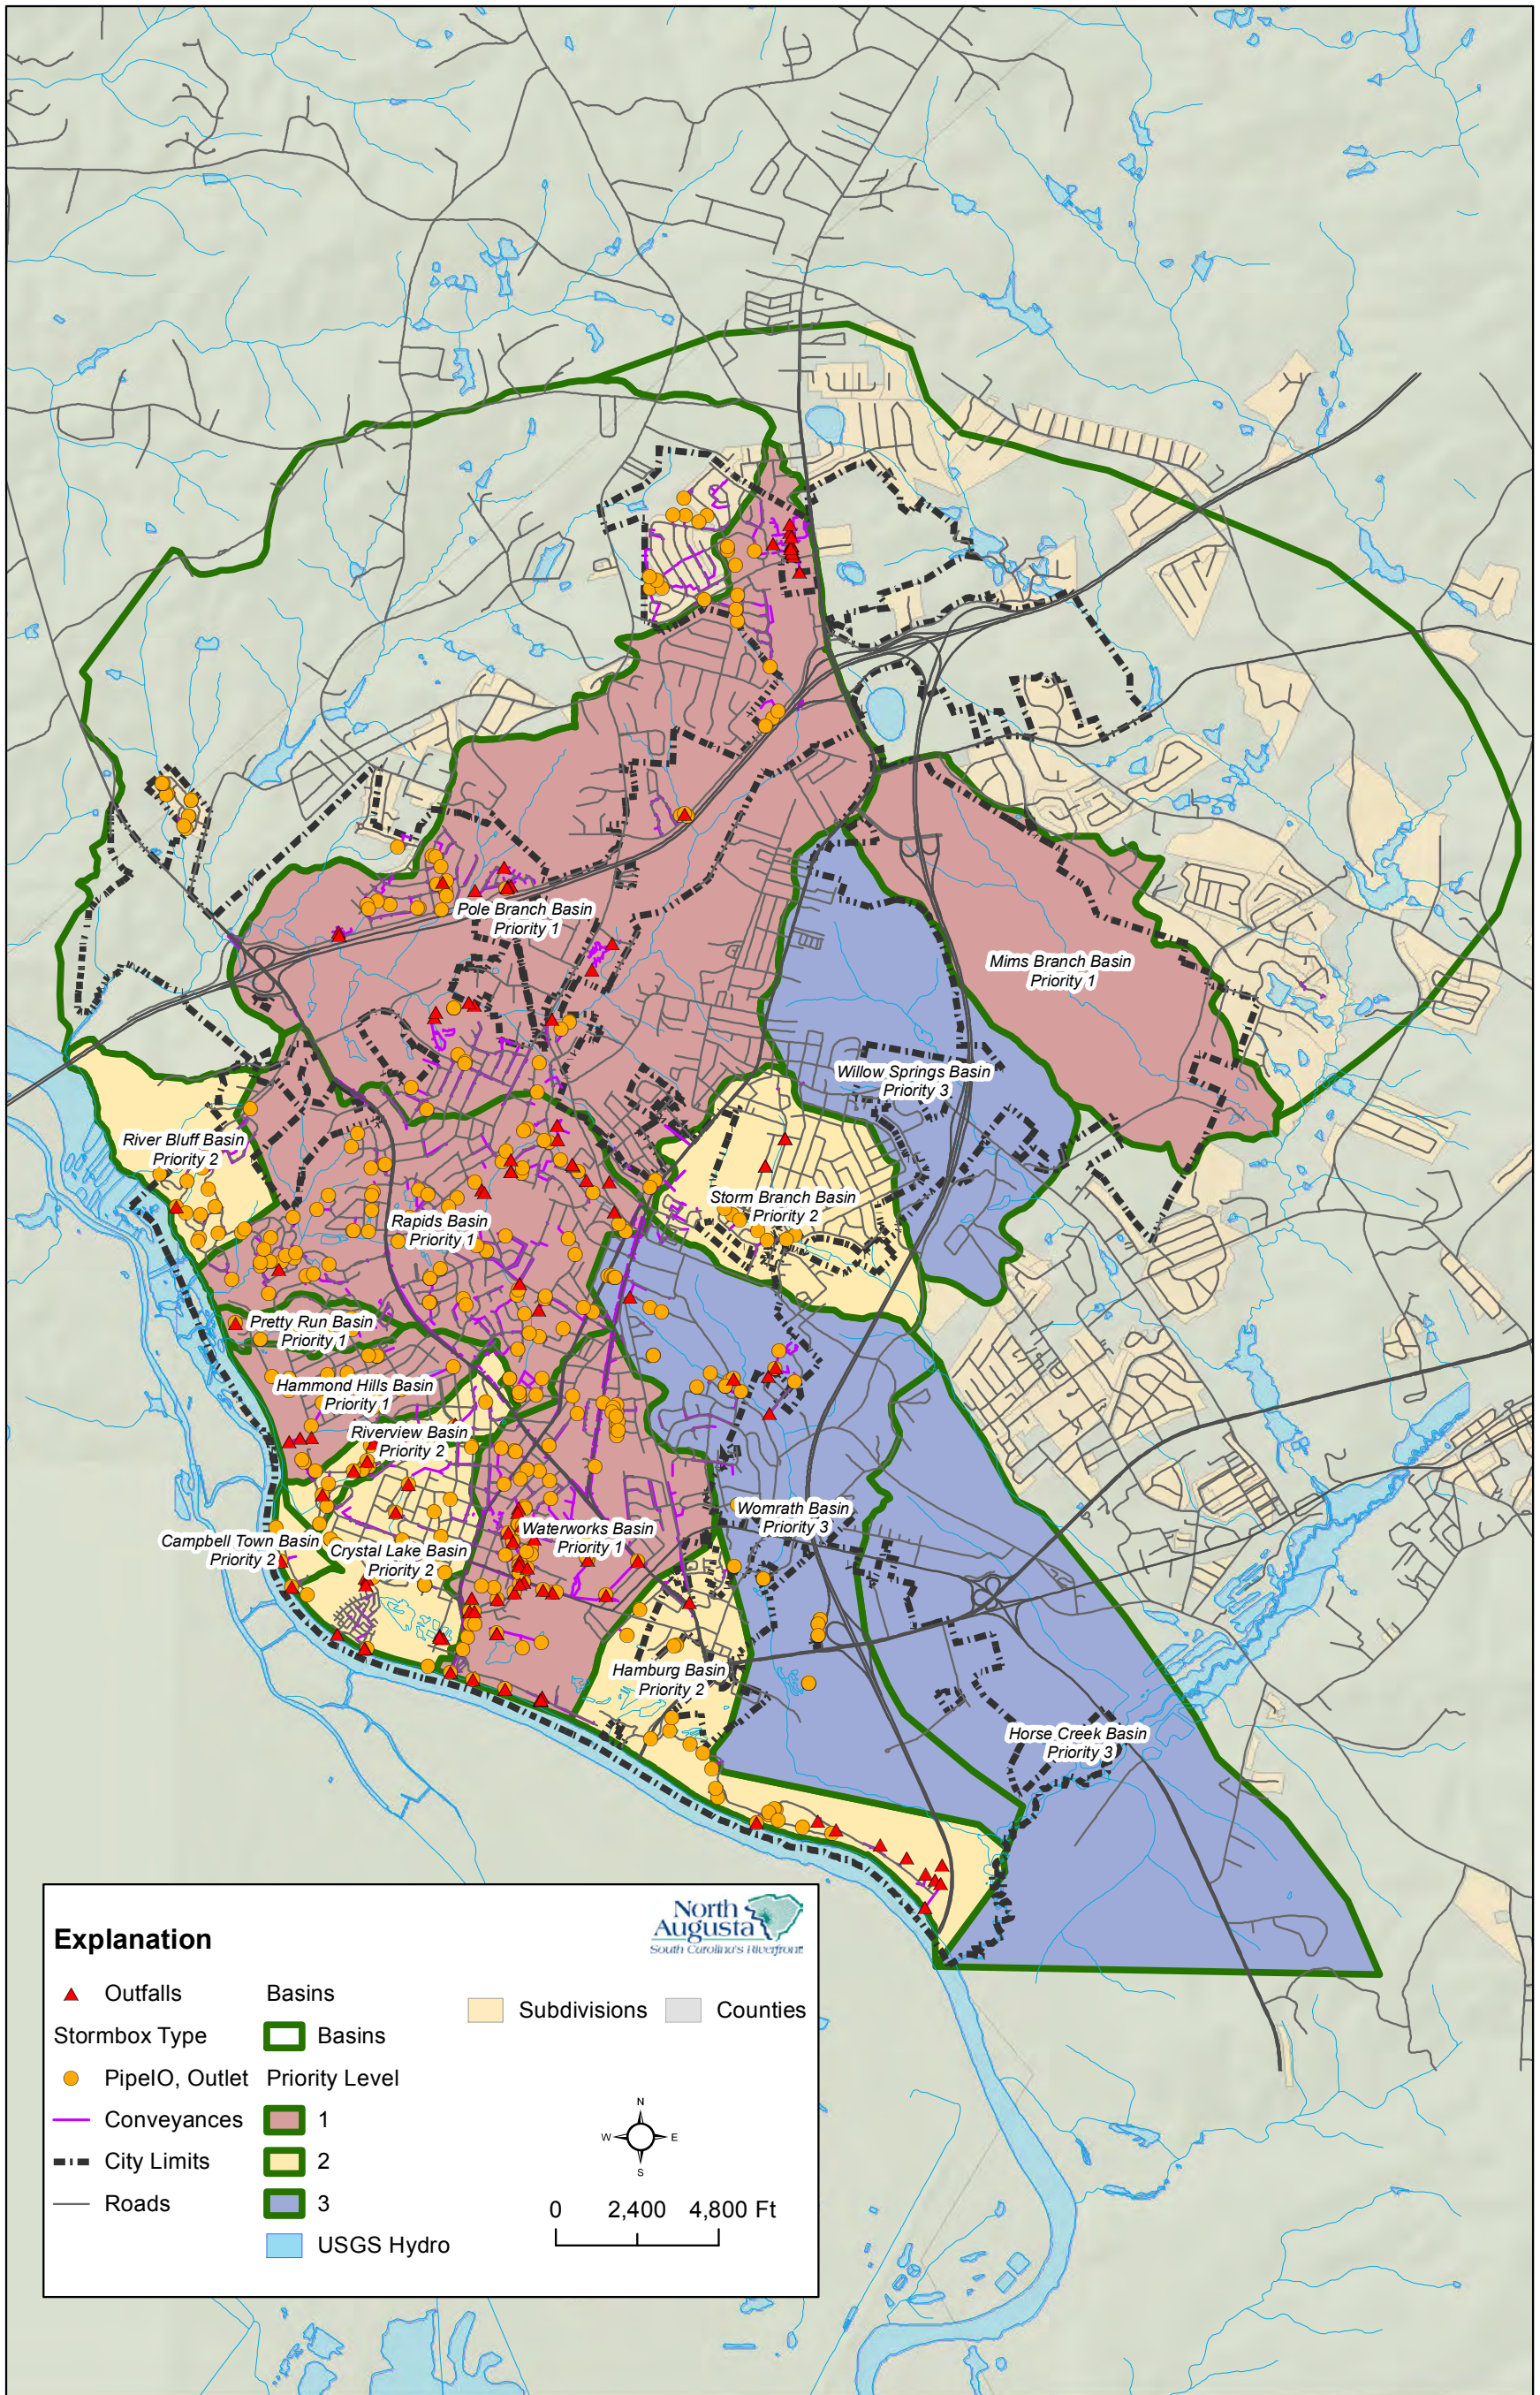 Pole Branch Basin
Priority 1
Mims Branch Basin
Priority 1
Willow Springs Basin
Priority 3
River Bluff Basin
Priority 2
Storm Branch Basin
Priority 2
Rapids Basin
Priority 1
Pretty Run Basin
Priority 1
Hammond Hills Basin
Priority 1
Riverview Basin
Priority 2
Womrath Basin
Priority 3
Waterworks Basin
Priority 1
Campbell Town Basin
Priority 2
Crystal Lake Basin
Priority 2
Hamburg Basin
Priority 2
Horse Creek Basin
Priority 3
North
Augusta
South Carolina's Riverfront
Explanation
Outfalls
Basins
Subdivisions
Counties
Stormbox Type
Basins
PipeIO, Outlet
Priority Level
Conveyances
1
City Limits
2
Roads
3
USGS Hydro
N
W E
S
0 2,400 4,800 Ft